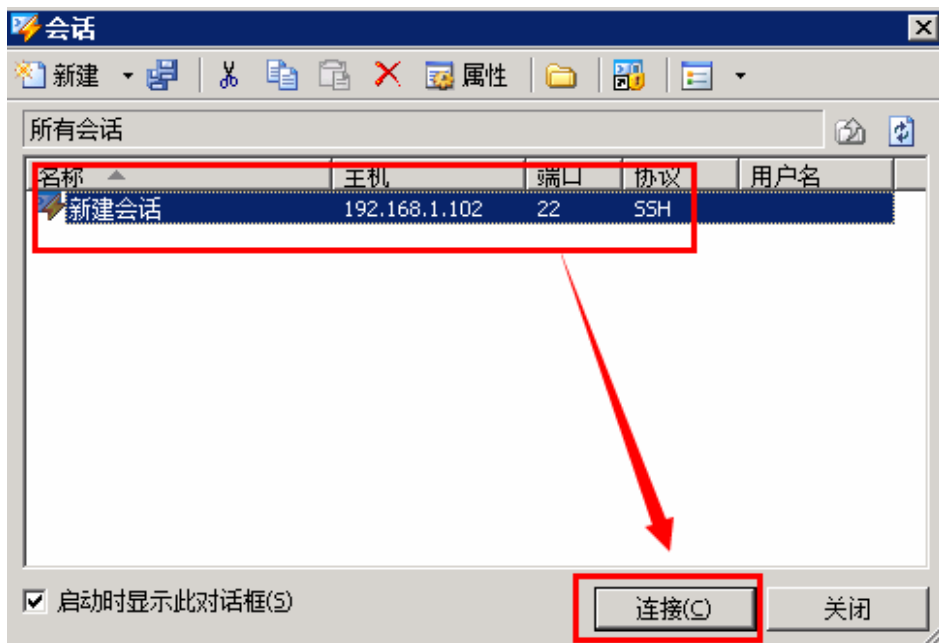 会话
新建 属性
所有会话
名称 主机 端口 协议 用户名
新建会话 192.168.1.102 22 SSH
启动时显示此对话框(S) 连接(C) 关闭